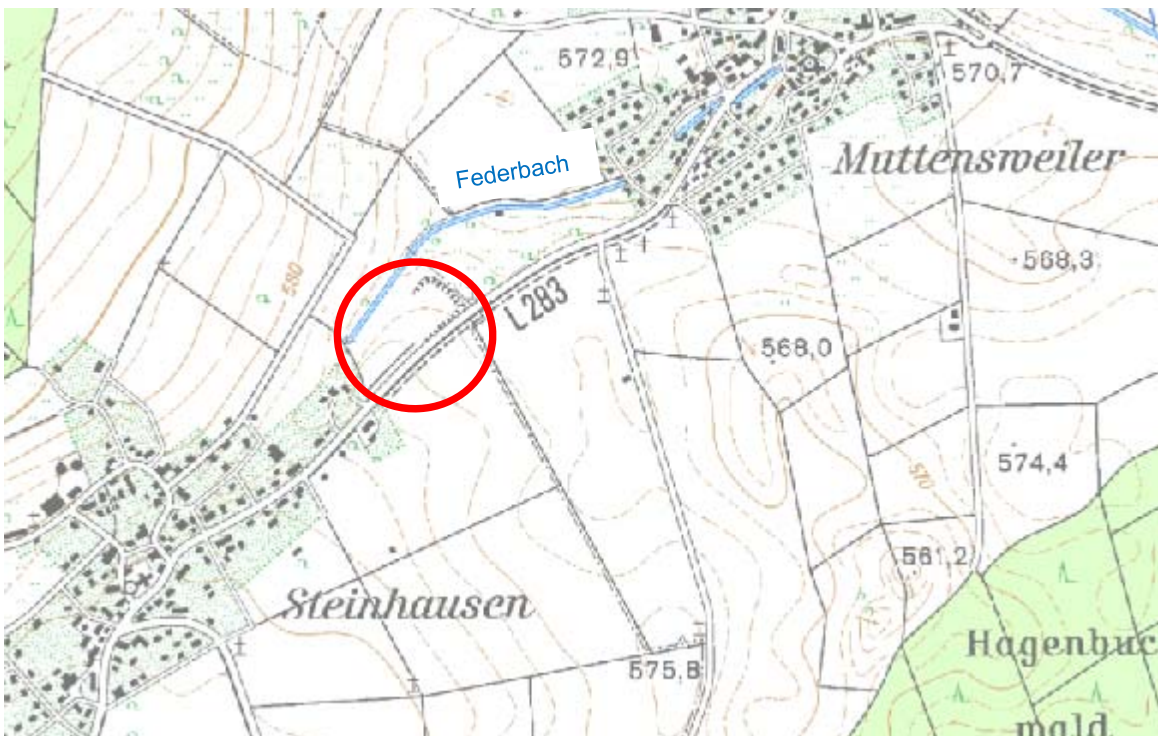 572,9
570,7
Muttensweiler
Federbach
568,3
580
L 283
568,0
574,4
570
561,2
Steinhausen
Hagenbuc
575,8
wald